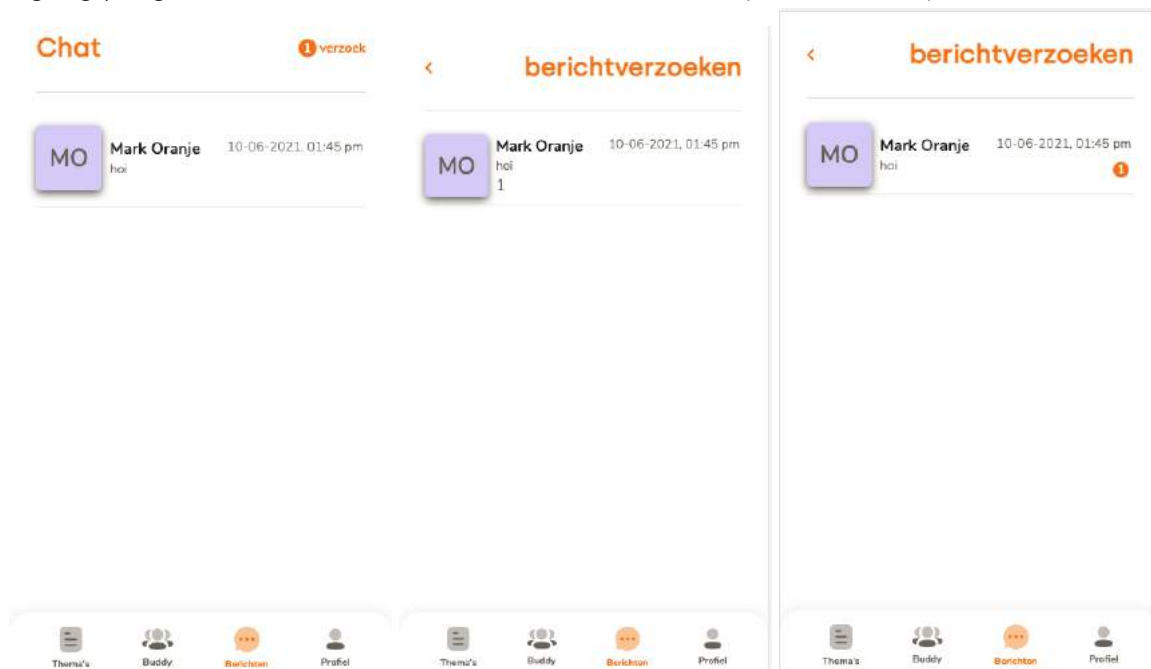 Chat
1 verzoek
MO
Mark Oranje
10-06-2021, 01:45 pm
hoi
Thema's
Buddy
Berichten
Profiel
<
berichtverzoeken
MO
Mark Oranje
10-06-2021, 01:45 pm
hoi
1
Thema's
Buddy
Berichten
Profiel
<
berichtverzoeken
MO
Mark Oranje
10-06-2021, 01:45 pm
hoi
1
Thema's
Buddy
Berichten
Profiel